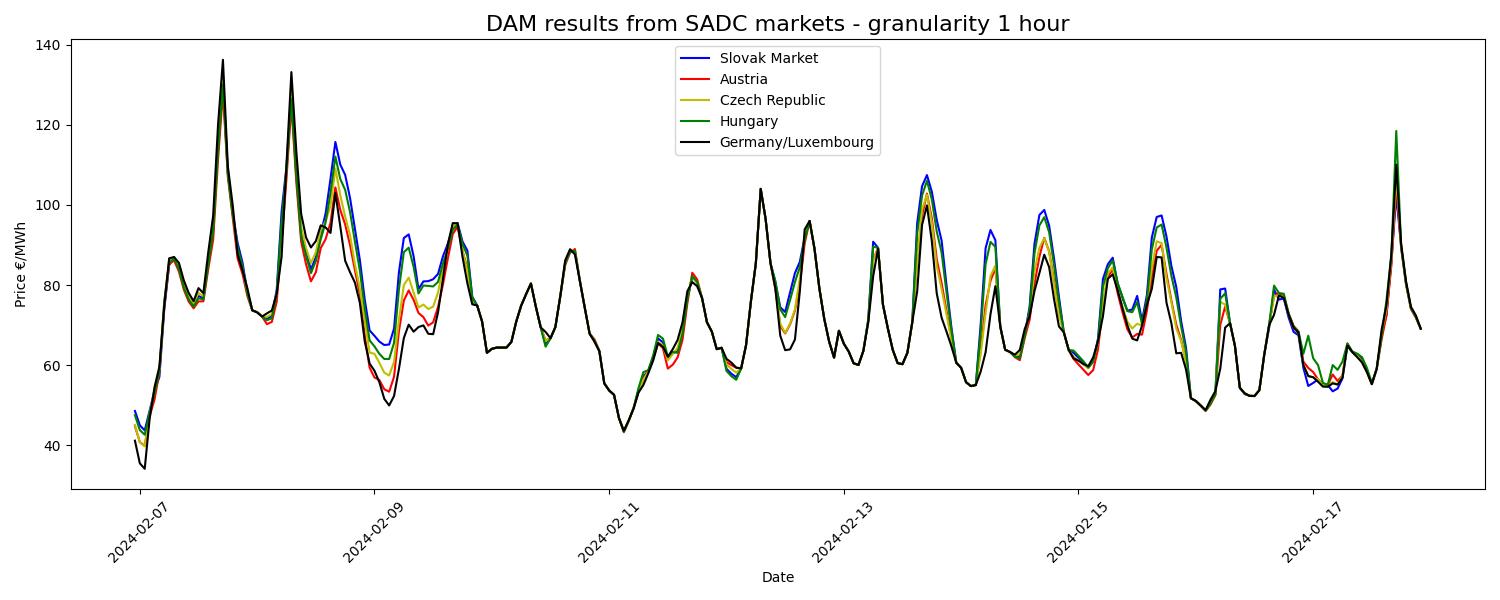 DAM results from SADC markets - granularity 1 hour
Slovak Market
Austria
Czech Republic
Hungary
Germany/Luxembourg
Price €/MWh
140
120
100
80
60
40
2024-02-07
2024-02-09
2024-02-11
2024-02-13
2024-02-15
2024-02-17
Date